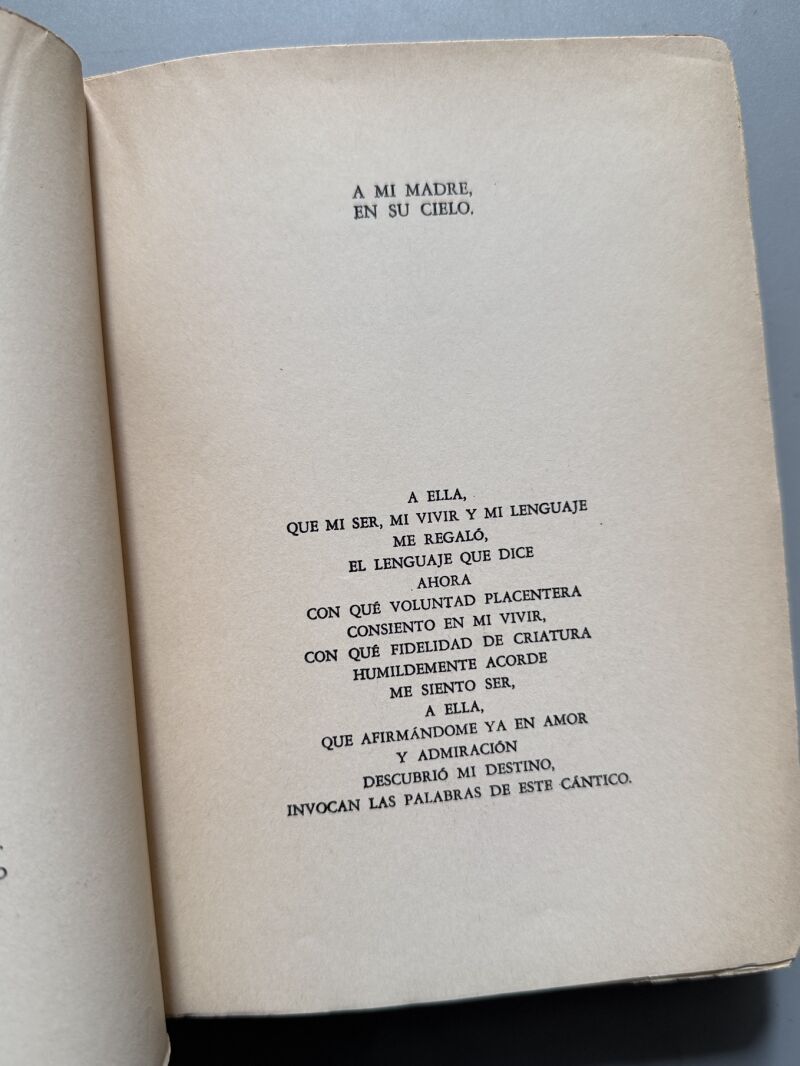 A MI MADRE,
EN SU CIELO.
A ELLA,
QUE MI SER, MI VIVIR Y MI LENGUAJE
ME REGALÓ,
EL LENGUAJE QUE DICE
AHORA
CON QUÉ VOLUNTAD PLACENTERA
CONSIENTO EN MI VIVIR,
CON QUÉ FIDELIDAD DE CRIATURA
HUMILDEMENTE ACORDE
ME SIENTO SER,
A ELLA,
QUE AFIRMÁNDOME YA EN AMOR
Y ADMIRACIÓN
DESCUBRIÓ MI DESTINO,
INVOCAN LAS PALABRAS DE ESTE CÁNTICO.